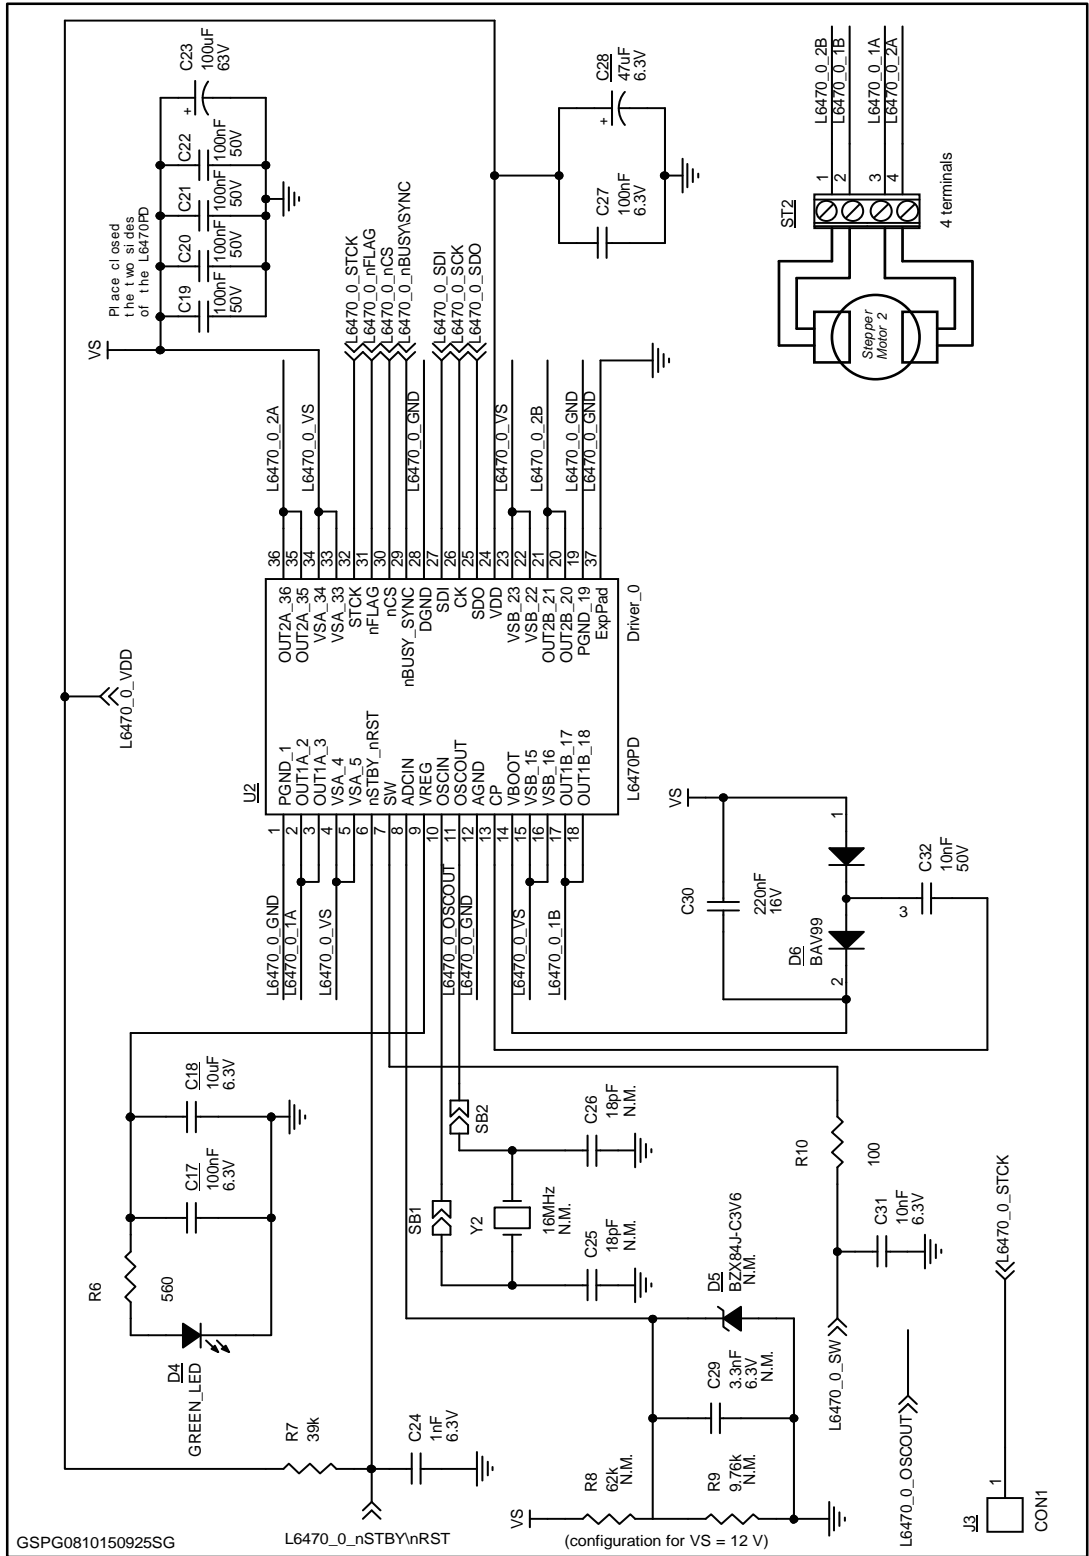 VS
Place closed
the two sides
of the L6470PD
C19
100nF
50V
C20
100nF
50V
C21
100nF
50V
C22
100nF
50V
C23
100uF
63V
+
C27
100nF
6.3V
C28
47uF
6.3V
+
L6470_0_2B
L6470_0_1B
L6470_0_1A
L6470_0_2A
1
2
3
4
ST2
4 terminals
Stepper
Motor 2
L6470_0_2A
L6470_0_VS
L6470_0_STCK
L6470_0_nFLAG
L6470_0_nCS
L6470_0_nBUSY\SYNC
L6470_0_GND
L6470_0_SDI
L6470_0_SCK
L6470_0_SDO
L6470_0_VS
L6470_0_2B
L6470_0_GND
L6470_0_GND
36
35
34
33
32
31
30
29
28
27
26
25
24
23
22
21
20
19
37
OUT2A_36
OUT2A_35
VSA_34
VSA_33
STCK
nFLAG
nCS
nBUSY_SYNC
DGND
SDI
CK
SDO
VDD
VSB_23
VSB_22
OUT2B_21
OUT2B_20
PGND_19
ExpPad
Driver_0
L6470_0_VDD
U2
PGND_1
OUT1A_2
OUT1A_3
VSA_4
VSA_5
nSTBY_nRST
SW
ADCIN
VREG
OSCIN
OSCOUT
AGND
CP
VBOOT
VSB_15
VSB_16
OUT1B_17
OUT1B_18
L6470PD
1
2
3
4
5
6
7
8
9
10
11
12
13
14
15
16
17
18
L6470_0_GND
L6470_0_1A
L6470_0_VS
L6470_0_OSCOUT
L6470_0_GND
L6470_0_VS
L6470_0_1B
VS
C30
220nF
16V
D6
BAV99
1
2
3
C32
10nF
50V
C18
10uF
6.3V
C17
100nF
6.3V
R6
560
D4
GREEN_LED
SB2
SB1
Y2
16MHz
N.M.
C26
18pF
N.M.
C25
18pF
N.M.
R10
100
C31
10nF
6.3V
L6470_0_SW
D5
BZX84J-C3V6
N.M.
C29
3.3nF
6.3V
N.M.
R7
39k
C24
1nF
6.3V
L6470_0_nSTBY\nRST
VS
R8
62k
N.M.
R9
9.76k
N.M.
(configuration for VS = 12 V)
L6470_0_OSCOUT
L6470_0_STCK
1
J3
CON1
GSPG0810150925SG